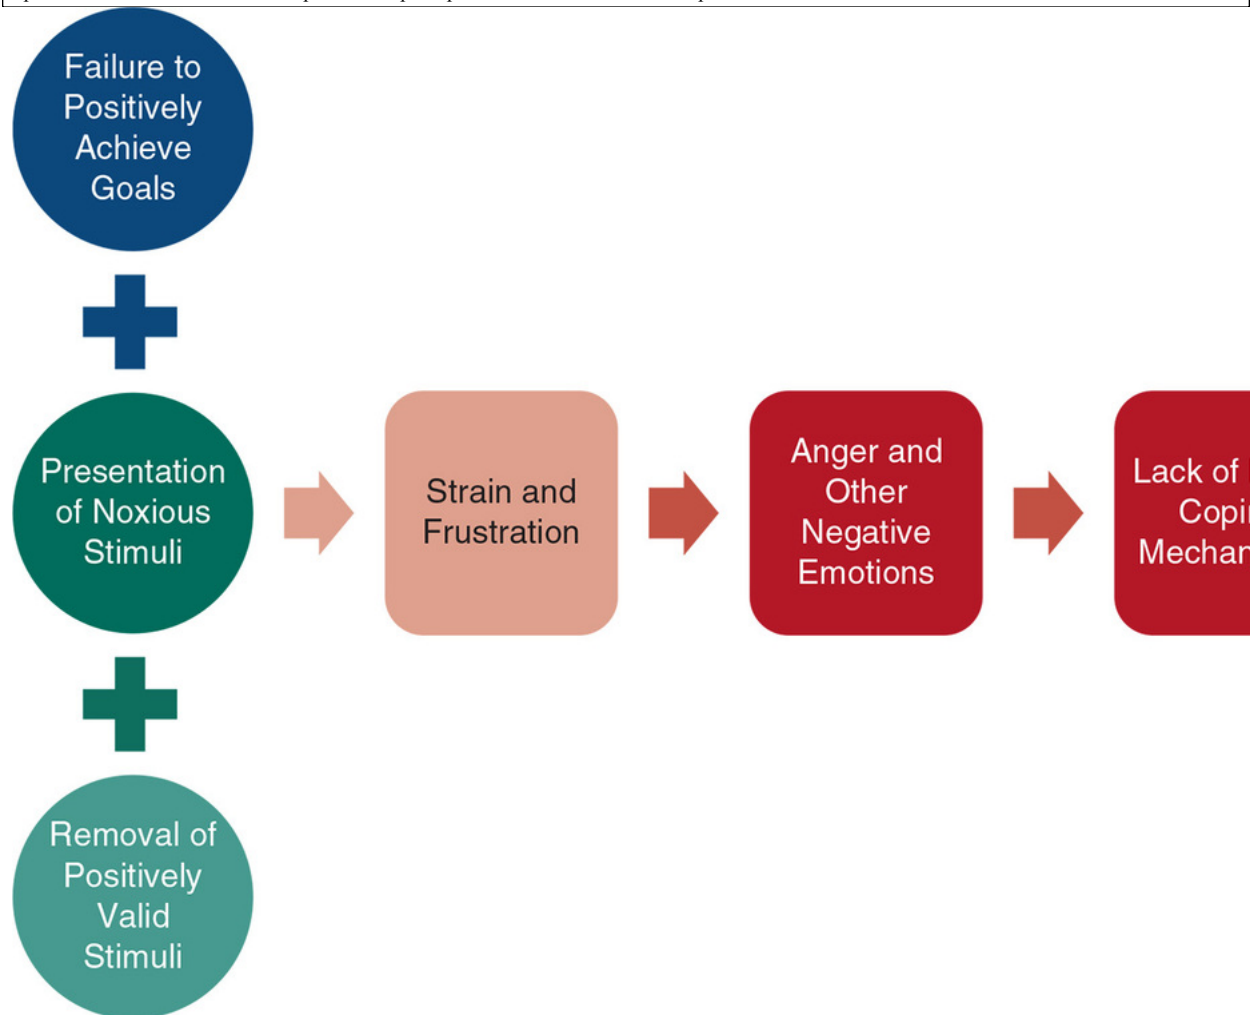 Failure to
Positively
Achieve
Goals
Presentation
of Noxious
Stimuli
Removal of
Positively
Valid
Stimuli
Strain and
Frustration
Anger and
Other
Negative
Emotions
Lack of